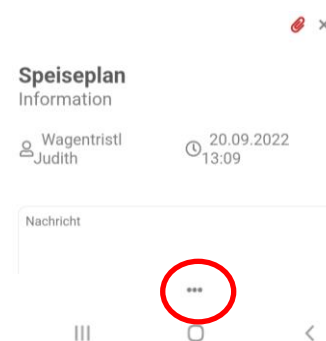 Speiseplan
Information
Wagentristl
Judith
20.09.2022
13:09
Nachricht